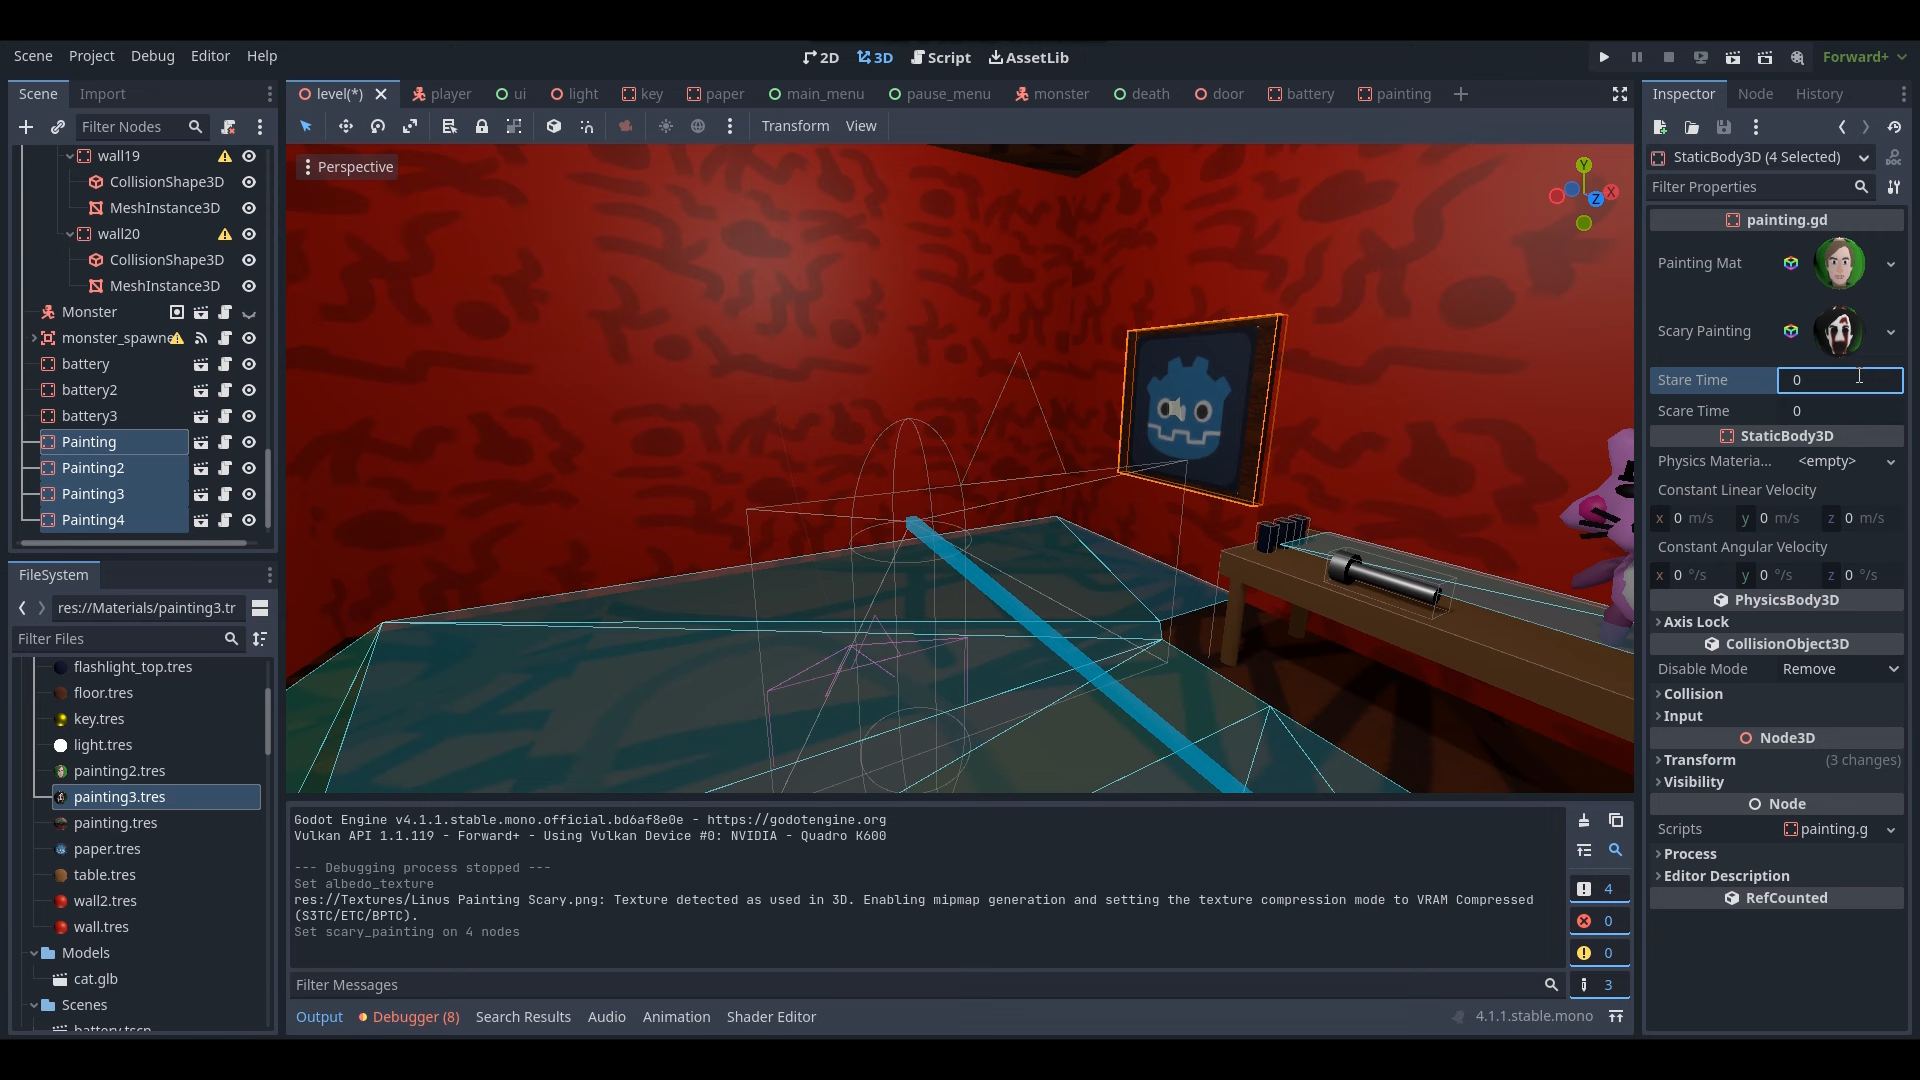 Scene Project Debug Editor Help
2D 3D Script AssetLib
Forward+
Scene Import
Filter Nodes
wall19
CollisionShape3D
MeshInstance3D
wall20
CollisionShape3D
MeshInstance3D
Monster
monster_spawne
battery
battery2
battery3
Painting
Painting2
Painting3
Painting4
FileSystem
res://Materials/painting3.tr
Filter Files
flashlight_top.tres
floor.tres
key.tres
light.tres
painting2.tres
painting3.tres
painting.tres
paper.tres
table.tres
wall2.tres
wall.tres
Models
cat.glb
Scenes
battery.tscn
level(*) player ui light key paper main_menu pause_menu monster death door battery painting
Transform View
Perspective
Y
X
Z
Godot Engine v4.1.1.stable.mono.official.bd6af8e0e - https://godotengine.org
Vulkan API 1.1.119 - Forward+ - Using Vulkan Device #0: NVIDIA - Quadro K600
--- Debugging process stopped ---
Set albedo_texture
res://Textures/Linus Painting Scary.png: Texture detected as used in 3D. Enabling mipmap generation and setting the texture compression mode to VRAM Compressed
(S3TC/ETC/BPTC).
Set scary_painting on 4 nodes
4
0
0
3
Filter Messages
Output Debugger (8) Search Results Audio Animation Shader Editor
4.1.1.stable.mono
Inspector Node History
StaticBody3D (4 Selected)
DOC
Filter Properties
painting.gd
Painting Mat
Scary Painting
Stare Time 0
Scare Time 0
StaticBody3D
Physics Materia... <empty>
Constant Linear Velocity
x 0 m/s y 0 m/s z 0 m/s
Constant Angular Velocity
x 0 °/s y 0 °/s z 0 °/s
PhysicsBody3D
Axis Lock
CollisionObject3D
Disable Mode Remove
Collision
Input
Node3D
Transform (3 changes)
Visibility
Node
Scripts painting.g
Process
Editor Description
RefCounted